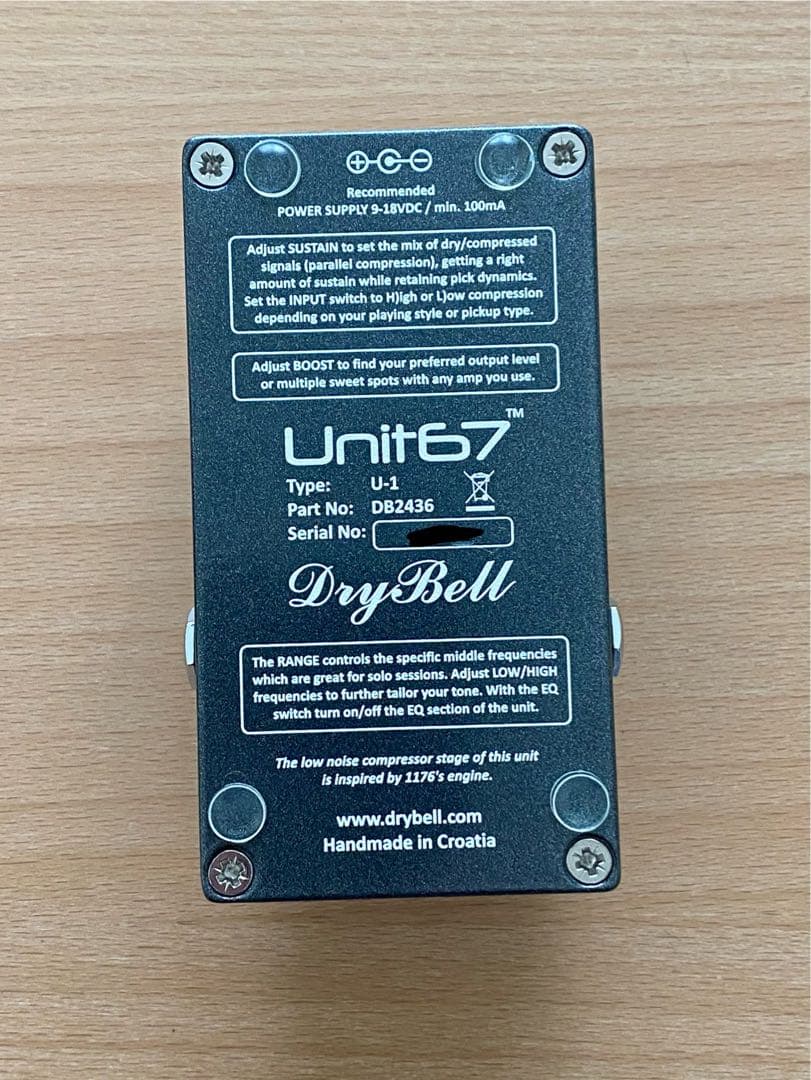 Recommended
POWER SUPPLY 9-18VDC / min. 100mA
Adjust SUSTAIN to set the mix of dry/compressed
signals (parallel compression), getting a right
amount of sustain while retaining pick dynamics.
Set the INPUT switch to H)igh or L)ow compression
depending on your playing style or pickup type.
Adjust BOOST to find your preferred output level
or multiple sweet spots with any amp you use.
Unit67™
Type: U-1
Part No: DB2436
Serial No:
DryBell
The RANGE controls the specific middle frequencies
which are great for solo sessions. Adjust LOW/HIGH
frequencies to further tailor your tone. With the EQ
switch turn on/off the EQ section of the unit.
The low noise compressor stage of this unit
is inspired by 1176's engine.
www.drybell.com
Handmade in Croatia